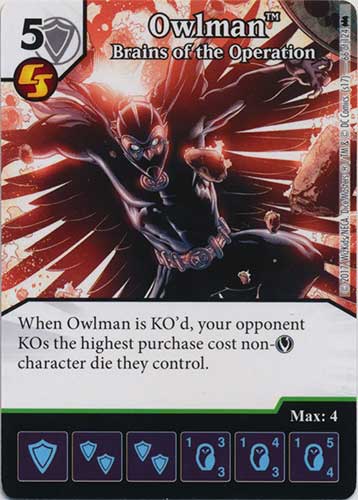 5
Owlman™
Brains of the Operation
CS
When Owlman is KO’d, your opponent
KOs the highest purchase cost non-
character die they control.
Max: 4
1 3 3
1 4 3
1 5 4